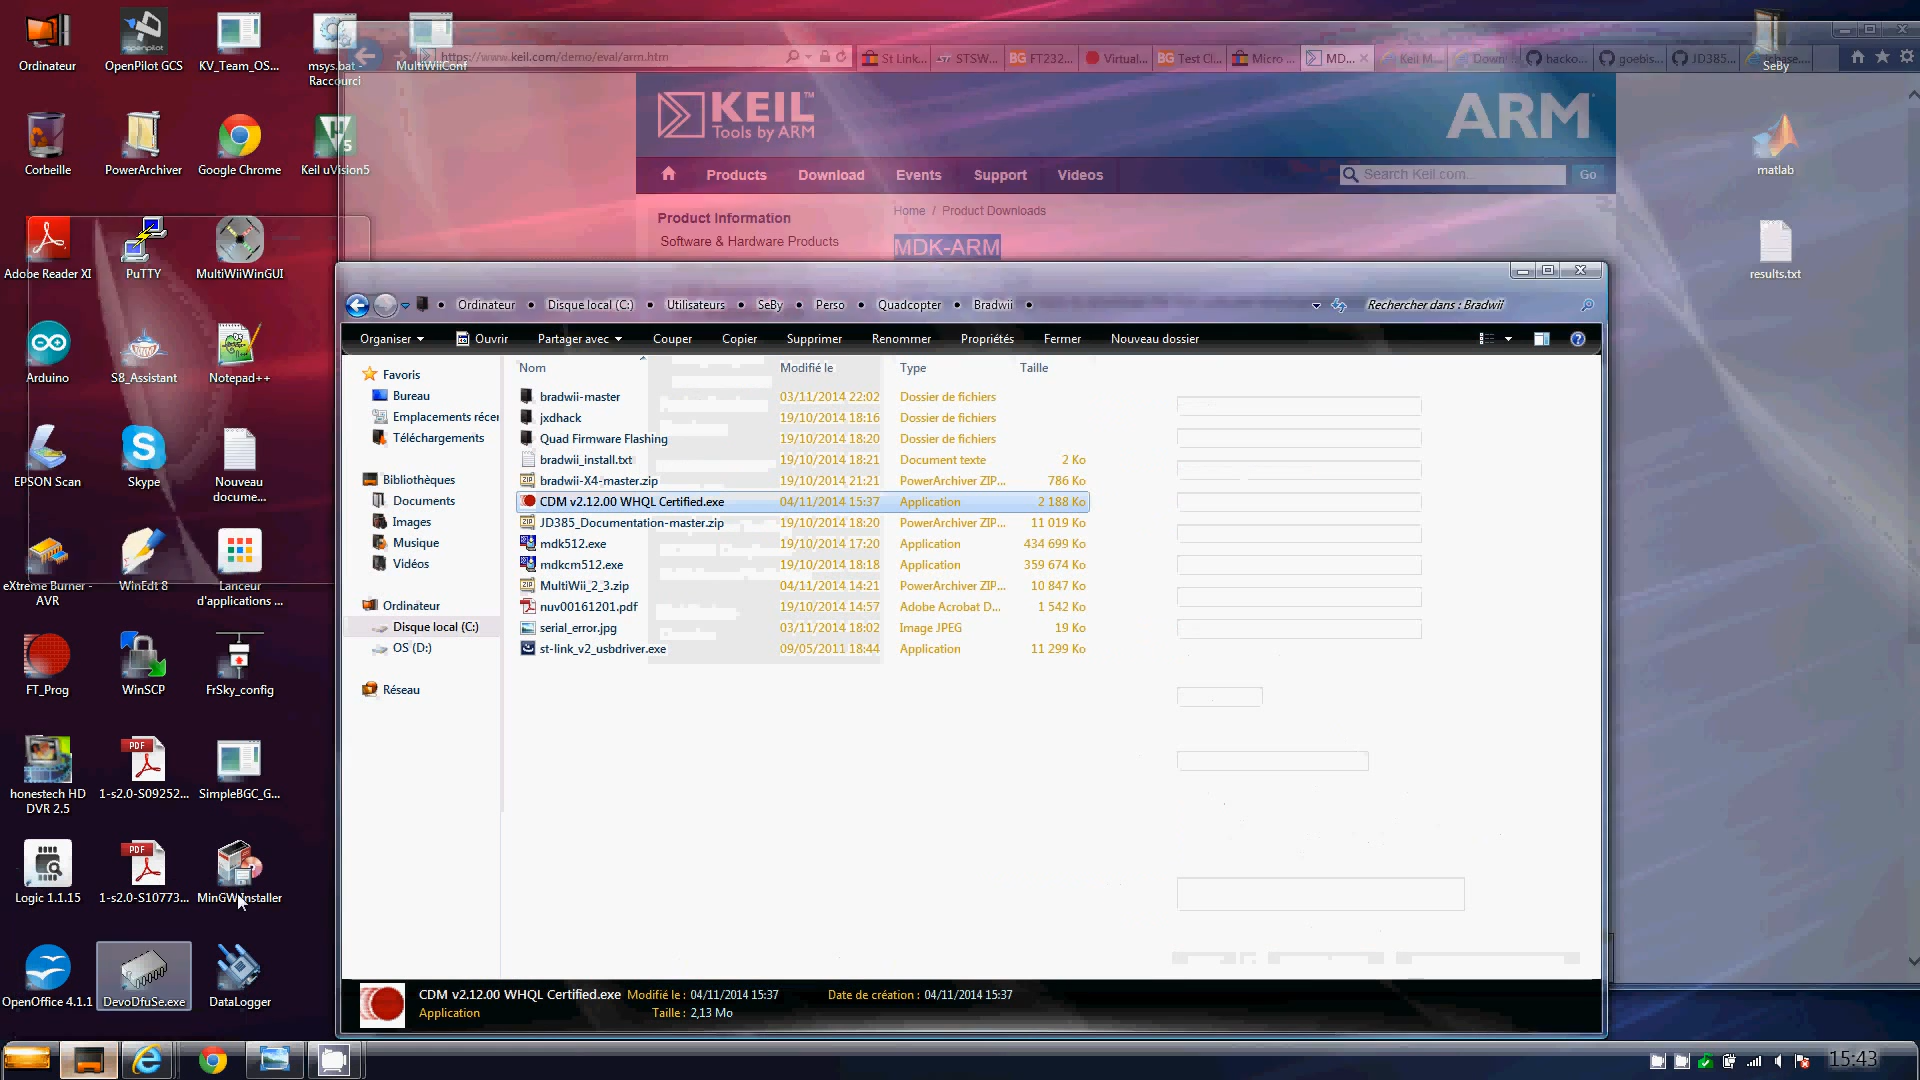 Ordinateur
OpenPilot GCS
KV_Team_OS...
msys.bat -
Raccourci
MultiWiiConf
SeBy
https://www.keil.com/demo/eval/arm.htm
St Link...
STSW...
BG FT232...
Virtual...
BG Test Cl...
Micro ...
MD...
Keil M...
Down
hacko...
goebis...
JD385...
Corbeille
PowerArchiver
Google Chrome
Keil uVision5
matlab
KEIL™
Tools by ARM
ARM
Products
Download
Events
Support
Videos
Search Keil.com...
Go
Product Information
Home / Product Downloads
Software & Hardware Products
MDK-ARM
Adobe Reader XI
PuTTY
MultiWiiWinGUI
results.txt
Ordinateur
Disque local (C:)
Utilisateurs
SeBy
Perso
Quadcopter
Bradwii
Rechercher dans : Bradwii
Organiser
Ouvrir
Partager avec
Couper
Copier
Supprimer
Renommer
Propriétés
Fermer
Nouveau dossier
Arduino
S8_Assistant
Notepad++
EPSON Scan
Skype
Nouveau
docume...
eXtreme Burner -
AVR
WinEdt 8
Lanceur
d'applications ...
FT_Prog
WinSCP
FrSky_config
honestech HD
DVR 2.5
PDF
1-s2.0-S09252...
SimpleBGC_G...
Logic 1.1.15
PDF
1-s2.0-S10773...
MinGW Installer
OpenOffice 4.1.1
DevoDfuSe.exe
DataLogger
Favoris
Bureau
Emplacements récer
Téléchargements
Bibliothèques
Documents
Images
Musique
Vidéos
Ordinateur
Disque local (C:)
OS (D:)
Réseau
Nom Modifié le Type Taille
bradwii-master 03/11/2014 22:02 Dossier de fichiers
jxdhack 19/10/2014 18:16 Dossier de fichiers
Quad Firmware Flashing 19/10/2014 18:20 Dossier de fichiers
bradwii_install.txt 19/10/2014 18:21 Document texte 2 Ko
bradwii-X4-master.zip 19/10/2014 21:21 PowerArchiver ZIP... 786 Ko
CDM v2.12.00 WHQL Certified.exe 04/11/2014 15:37 Application 2 188 Ko
JD385_Documentation-master.zip 19/10/2014 18:20 PowerArchiver ZIP... 11 019 Ko
mdk512.exe 19/10/2014 17:20 Application 434 699 Ko
mdkcm512.exe 19/10/2014 18:18 Application 359 674 Ko
MultiWii_2_3.zip 04/11/2014 14:21 PowerArchiver ZIP... 10 847 Ko
nuv00161201.pdf 19/10/2014 14:57 Adobe Acrobat D... 1 542 Ko
serial_error.jpg 03/11/2014 18:02 Image JPEG 19 Ko
st-link_v2_usbdriver.exe 09/05/2011 18:44 Application 11 299 Ko
CDM v2.12.00 WHQL Certified.exe Modifié le : 04/11/2014 15:37 Date de création : 04/11/2014 15:37
Application Taille : 2,13 Mo
15:43